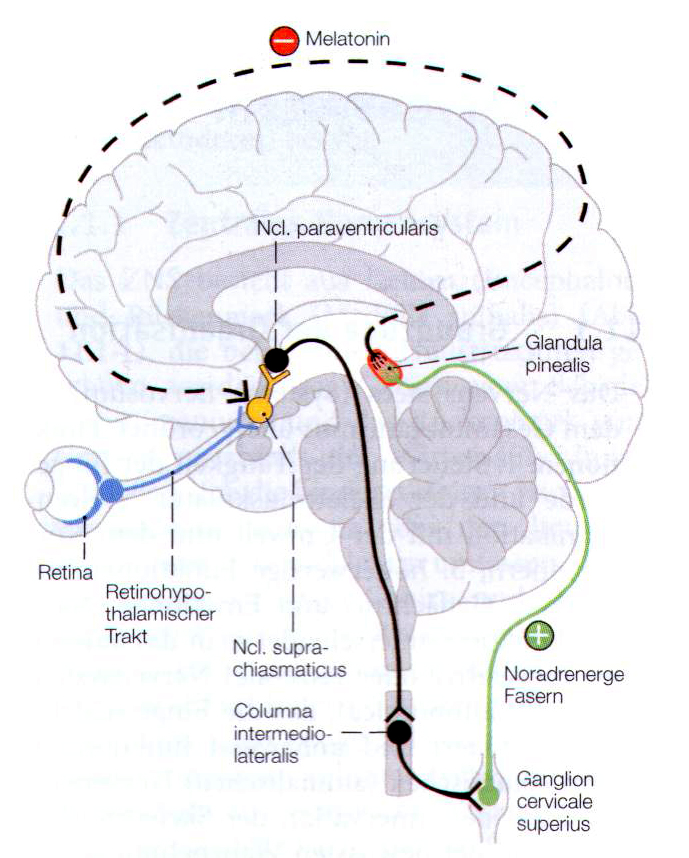 Melatonin
Ncl. paraventricularis
Glandula
pinealis
Retina
Retinohypo-
thalamischer
Trakt
Ncl. supra-
chiasmaticus
Columna
intermedio-
lateralis
Noradrenerge
Fasern
Ganglion
cervicale
superius